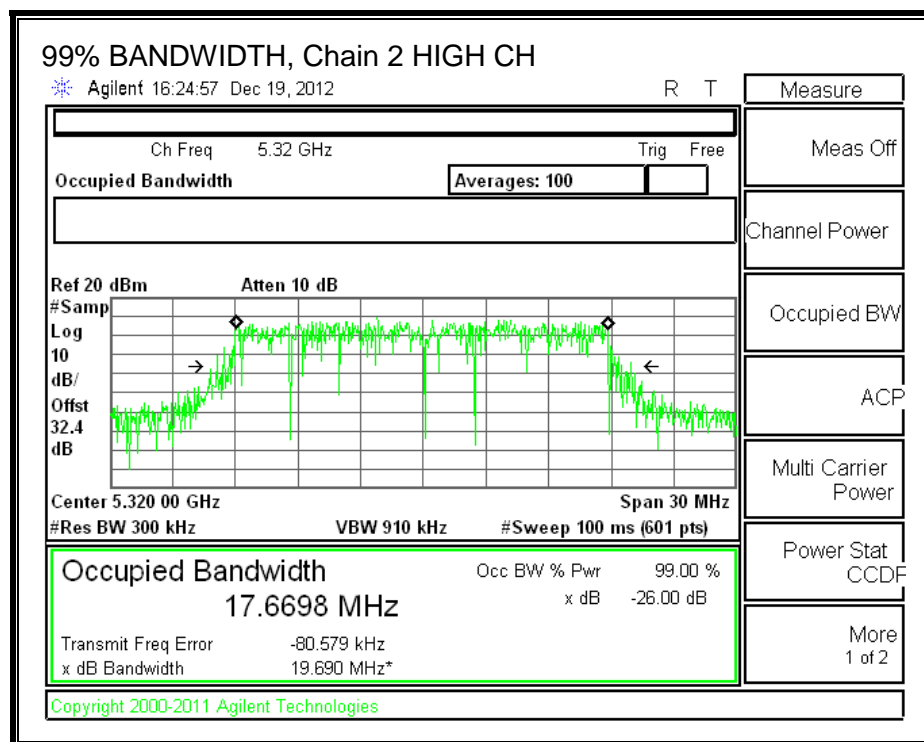 99% BANDWIDTH, Chain 2 HIGH CH
Agilent 16:24:57 Dec 19, 2012 R T
Measure
Ch Freq 5.32 GHz Trig Free
Meas Off
Occupied Bandwidth Averages: 100
Channel Power
Ref 20 dBm Atten 10 dB
#Samp
Log
10
dB/
Offst
32.4
dB
Occupied BW
ACP
Center 5.320 00 GHz Span 30 MHz
#Res BW 300 kHz VBW 910 kHz #Sweep 100 ms (601 pts)
Multi Carrier
Power
Occupied Bandwidth Occ BW % Pwr 99.00 %
17.6698 MHz x dB -26.00 dB
Power Stat
CCDF
Transmit Freq Error -80.579 kHz
x dB Bandwidth 19.690 MHz*
More
1 of 2
Copyright 2000-2011 Agilent Technologies